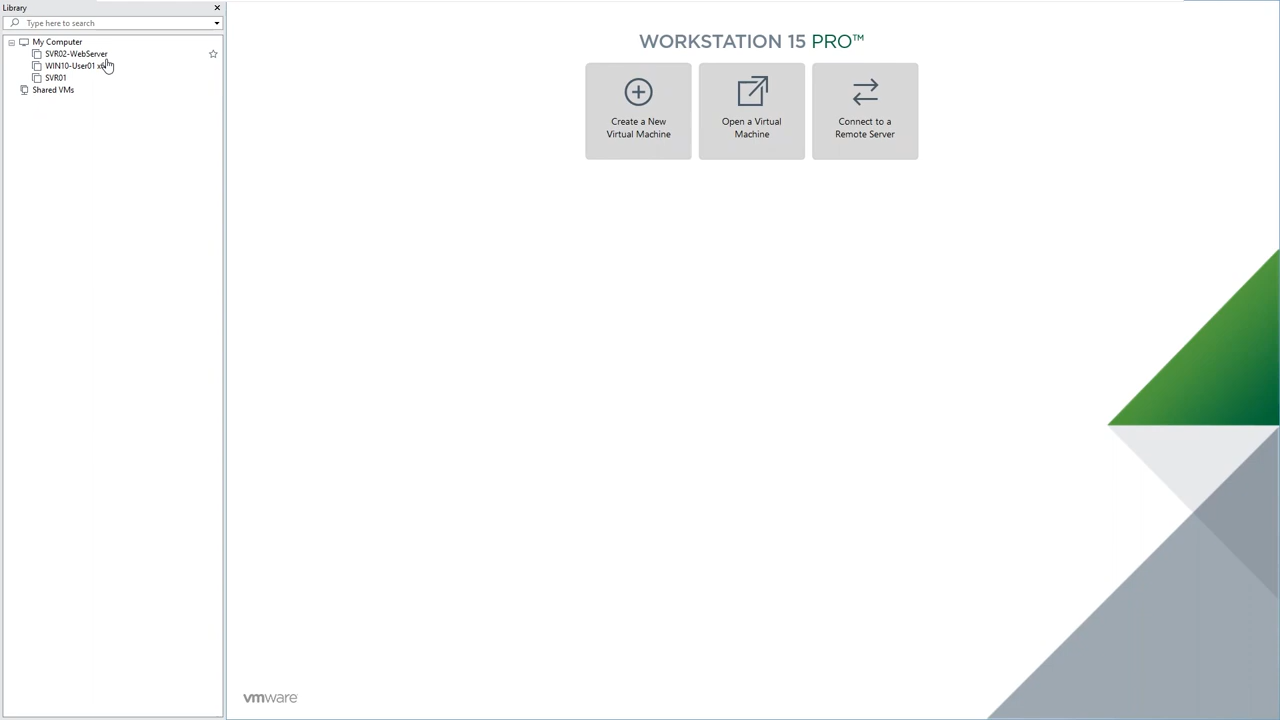 Library
Type here to search
My Computer
SVR02-WebServer
WIN10-User01
SVR01
Shared VMs
WORKSTATION 15 PRO™
Create a New
Virtual Machine
Open a Virtual
Machine
Connect to a
Remote Server
vmware